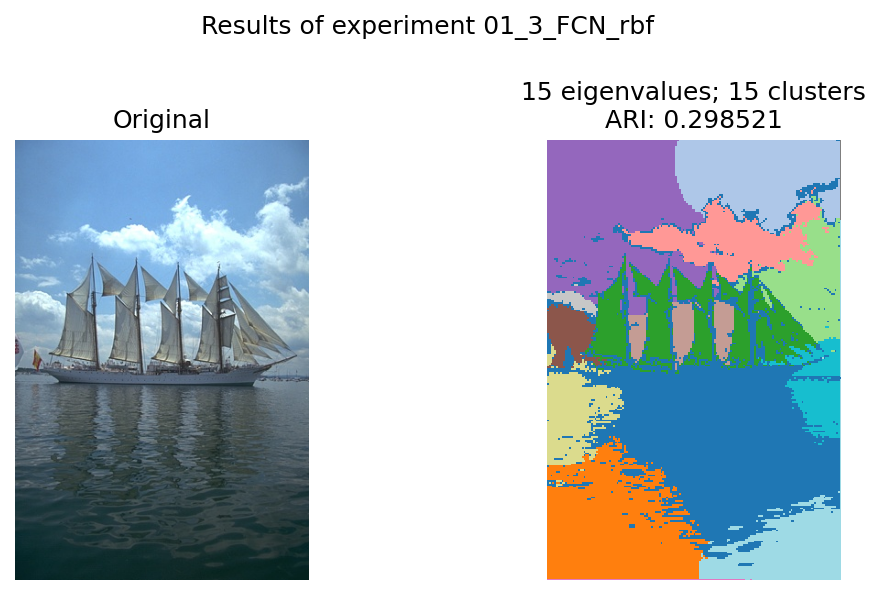 Results of experiment 01_3_FCN_rbf
Original
15 eigenvalues; 15 clusters
ARI: 0.298521